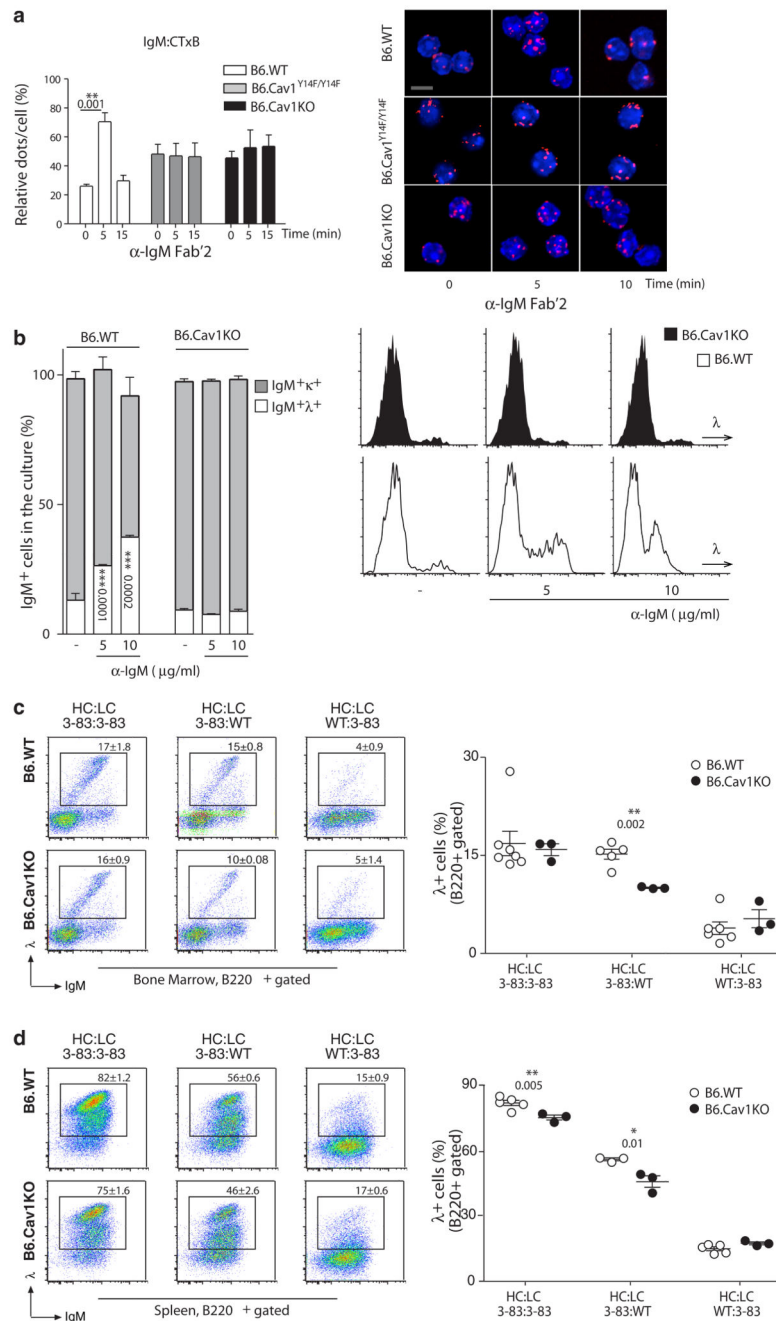 a
IgM:CTxB
B6.WT
B6.Cav1 Y14F/Y14F
B6.Cav1KO
** 
0.001
Relative dots/cell (%)
100
80
60
40
20
0
0 5 15 0 5 15 0 5 15 Time (min)
α-IgM Fab'2
B6.WT
B6.Cav1Y14F/Y14F
B6.Cav1KO
0 5 10 Time (min)
α-IgM Fab'2
b
B6.WT B6.Cav1KO
IgM+κ+
IgM+λ+
IgM+ cells in the culture (%)
100
50
0
*** 0.0001
*** 0.0002
- 5 10 - 5 10
α-IgM ( μg/ml)
B6.Cav1KO
B6.WT
λ
λ
- 5 10
α-IgM (μg/ml)
c
HC:LC HC:LC HC:LC
3-83:3-83 3-83:WT WT:3-83
B6.WT
17±1.8 15±0.8 4±0.9
B6.Cav1KO
16±0.9 10±0.08 5±1.4
λ
IgM
Bone Marrow, B220 + gated
λ+ cells (%)
(B220+ gated)
30
15
0
B6.WT
B6.Cav1KO
**
0.002
HC:LC HC:LC HC:LC
3-83:3-83 3-83:WT WT:3-83
d
HC:LC HC:LC HC:LC
3-83:3-83 3-83:WT WT:3-83
B6.WT
82±1.2 56±0.6 15±0.9
B6.Cav1KO
75±1.6 46±2.6 17±0.6
λ
IgM
Spleen, B220 + gated
λ+ cells (%)
(B220+ gated)
90
60
30
0
B6.WT
B6.Cav1KO
**
0.005
*
0.01
HC:LC HC:LC HC:LC
3-83:3-83 3-83:WT WT:3-83